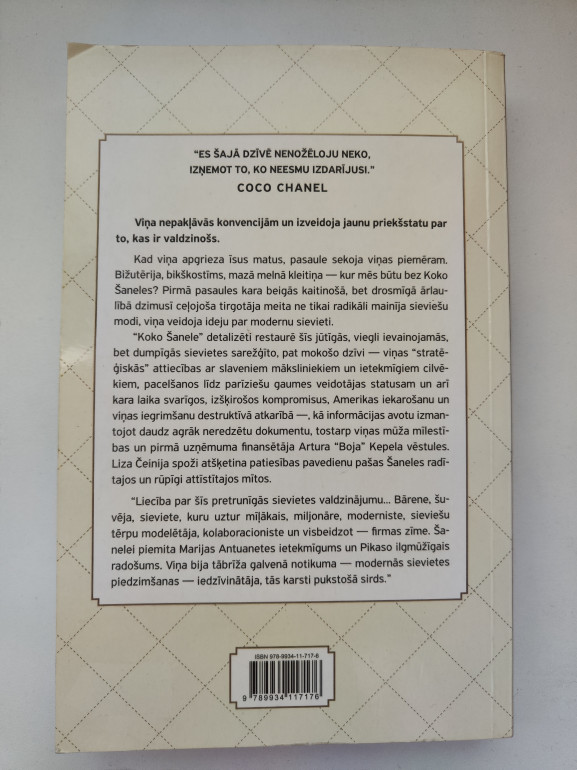 “ES ŠAJĀ DZĪVĒ NENOŽĒLOJU NEKO,
IZŅEMOT TO, KO NEESMU IZDARĪJUSI.”
COCO CHANEL
Viņa nepakļāvās konvencijām un izveidoja jaunu priekšstatu par
to, kas ir valdzinošs.
Kad viņa apgrieza īsus matus, pasaule sekoja viņas piemēram.
Bižutērija, bikškostīms, mazā melnā kleitiņa — kur mēs būtu bez Koko
Šaneles? Pirmā pasaules kara beigās kaitinošā, bet drosmīgā ārlau-
lībā dzimusī ceļojoša tirgotāja meita ne tikai radikāli mainīja sieviešu
modi, viņa veidoja ideju par modernu sievieti.
“Koko Šanele” detalizēti restaurē šīs jūtīgās, viegli ievainojamās,
bet dumpīgās sievietes sarežģīto, pat mokošo dzīvi — viņas “stratē-
ģiskās” attiecības ar slaveniem māksliniekiem un ietekmīgiem cilvē-
kiem, pacelšanos līdz parīziešu gaumes veidotājas statusam un arī
kara laika svarīgos, izšķirošos kompromisus, Amerikas iekarošanu un
viņas iegrimšanu destruktīvā atkarībā —, kā informācijas avotu izman-
tojot daudz agrāk neredzētu dokumentu, tostarp viņas mūža mīlestī-
bas un pirmā uzņēmuma finansētāja Artura “Boja” Kepela vēstules.
Liza Čeinija spoži atšķetina patiesības pavedienu pašas Šaneles radī-
tajos un rūpīgi attīstītajos mītos.
“Liecība par šīs pretrunīgās sievietes valdzinājumu... Bārene, šu-
vēja, sieviete, kuru uztur mīļākais, miljonāre, moderniste, sieviešu
tērpu modelētāja, kolaboracioniste un visbeidzot — firmas zīme. Ša-
nelei piemita Marijas Antuanetes ietekmīgums un Pikaso ilgmūžīgais
radošums. Viņa bija tābrīža galvenā notikuma — modernās sievietes
piedzimšanas — iedzīvinātāja, tās karsti pukstošā sirds.”
ISBN 978-9934-11-717-6
9 789934 117176